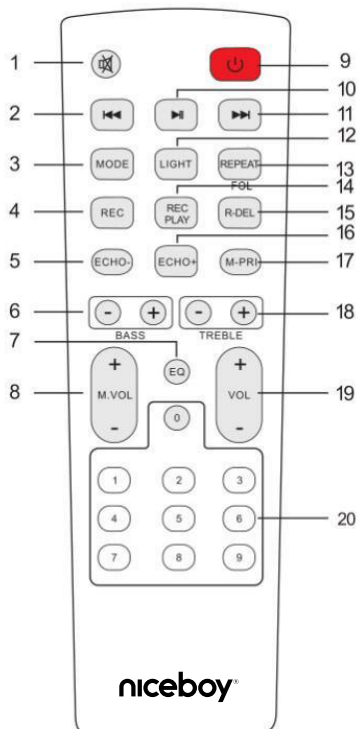 1 9
10
2 11
12
3 MODE LIGHT REPEAT 13
FOL 14
4 REC REC PLAY R-DEL 15
16
5 ECHO- ECHO+ M-PRI 17
6 - + - + 18
BASS TREBLE
7 EQ
8 + M.VOL - + VOL - 19
0
1 2 3
4 5 6 20
7 8 9
niceboy®